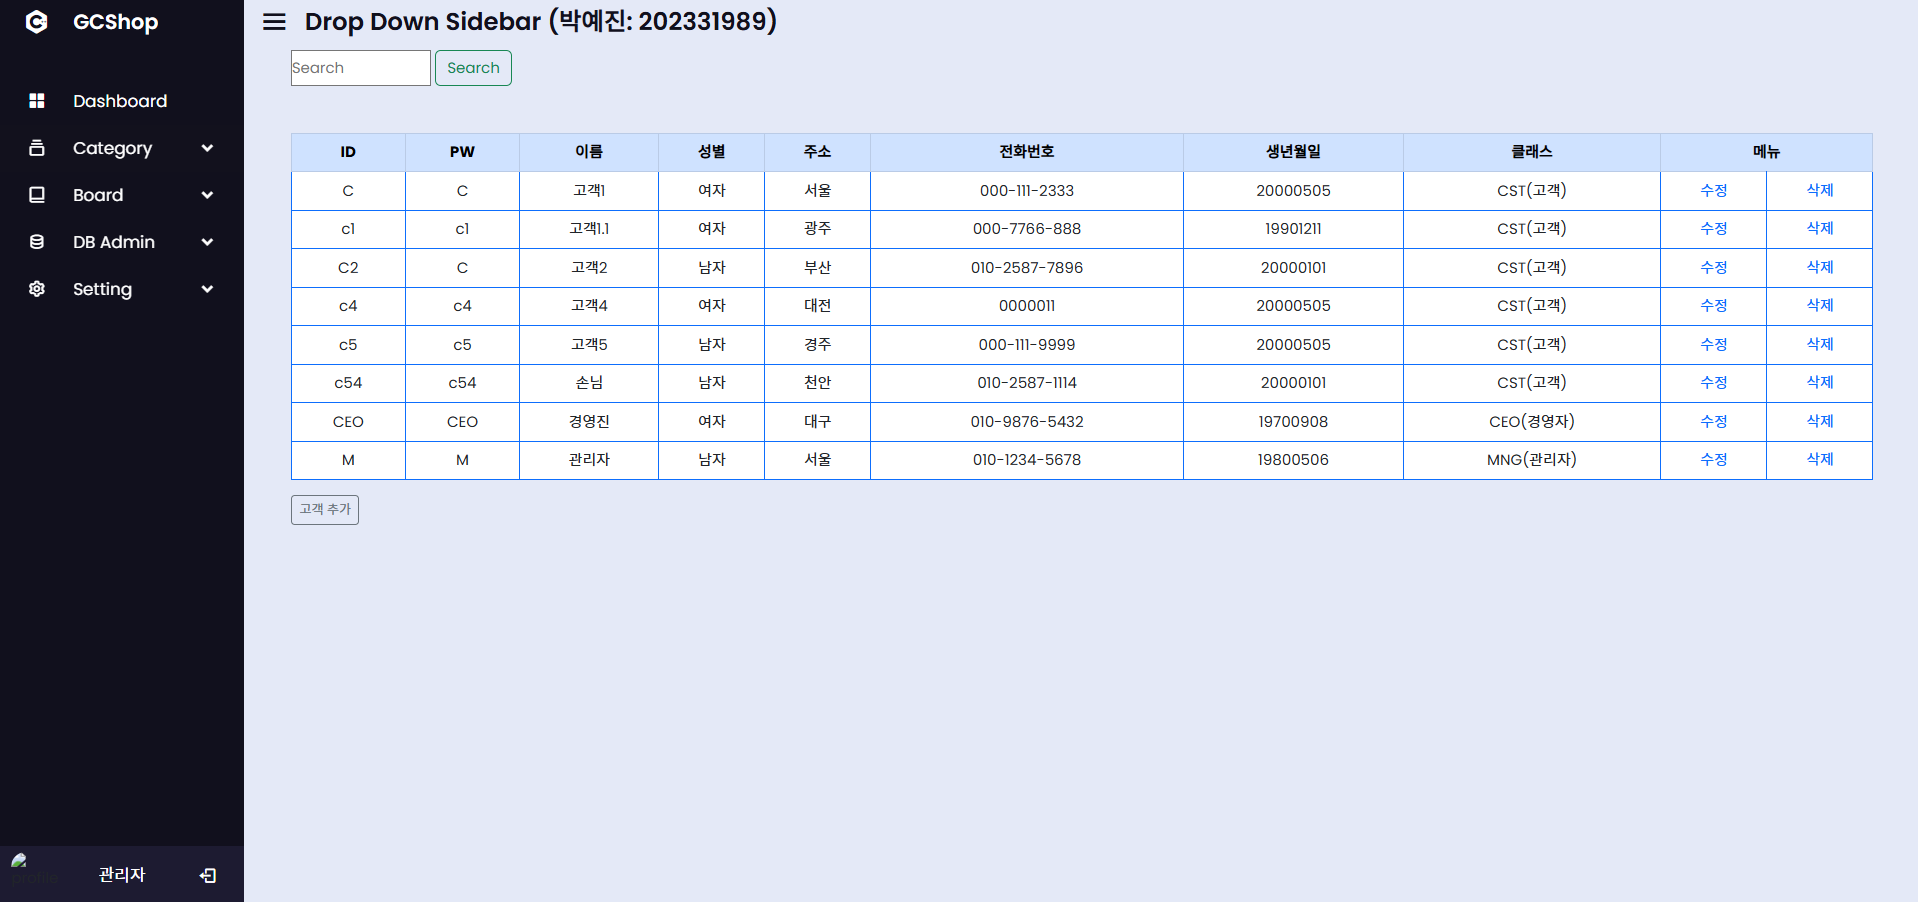 GCShop
Drop Down Sidebar (박예진: 202331989)
Search Search
Dashboard
Category
Board
DB Admin
Setting
ID PW 이름 성별 주소 전화번호 생년월일 클래스 메뉴
C C 고객1 여자 서울 000-111-2333 20000505 CST(고객) 수정 삭제
c1 c1 고객1.1 여자 광주 000-7766-888 19901211 CST(고객) 수정 삭제
C2 C 고객2 남자 부산 010-2587-7896 20000101 CST(고객) 수정 삭제
c4 c4 고객4 여자 대전 0000011 20000505 CST(고객) 수정 삭제
c5 c5 고객5 남자 경주 000-111-9999 20000505 CST(고객) 수정 삭제
c54 c54 손님 남자 천안 010-2587-1114 20000101 CST(고객) 수정 삭제
CEO CEO 경영진 여자 대구 010-9876-5432 19700908 CEO(경영자) 수정 삭제
M M 관리자 남자 서울 010-1234-5678 19800506 MNG(관리자) 수정 삭제
고객 추가
profile 관리자